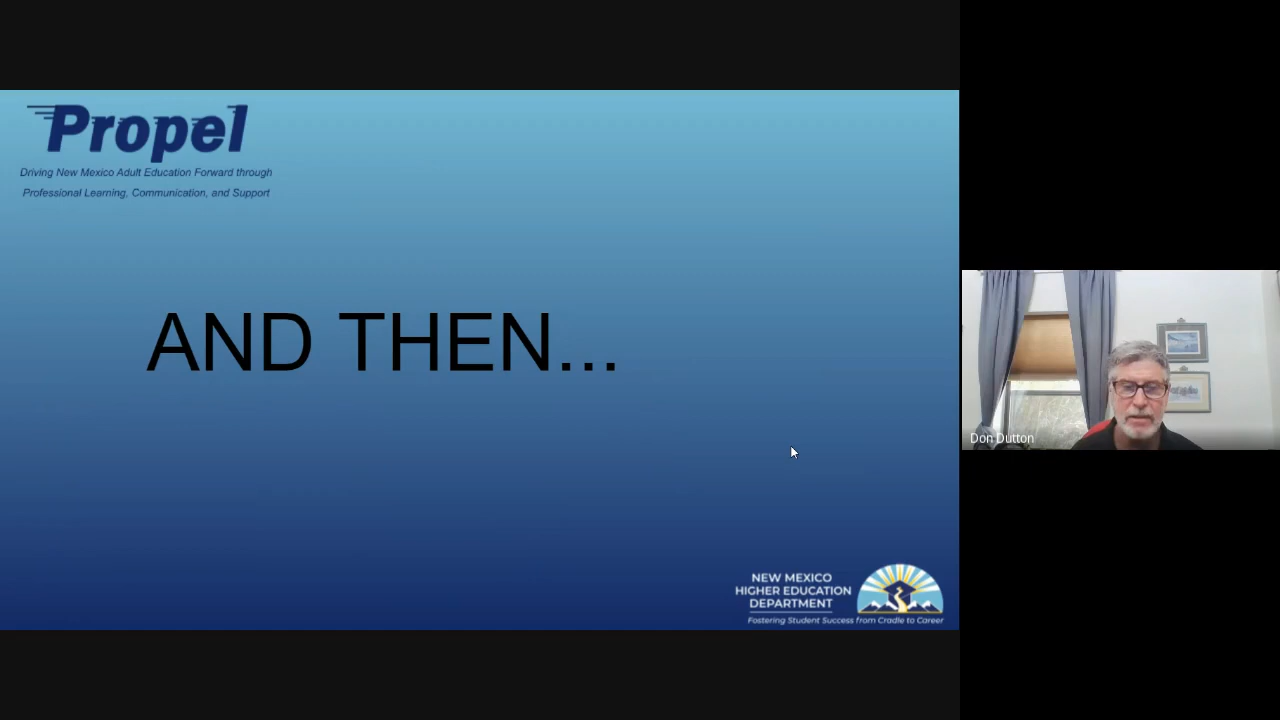 Propel
Driving New Mexico Adult Education Forward through
Professional Learning, Communication, and Support
AND THEN...
Don Dutton
NEW MEXICO
HIGHER EDUCATION
DEPARTMENT
Fostering Student Success from Cradle to Career